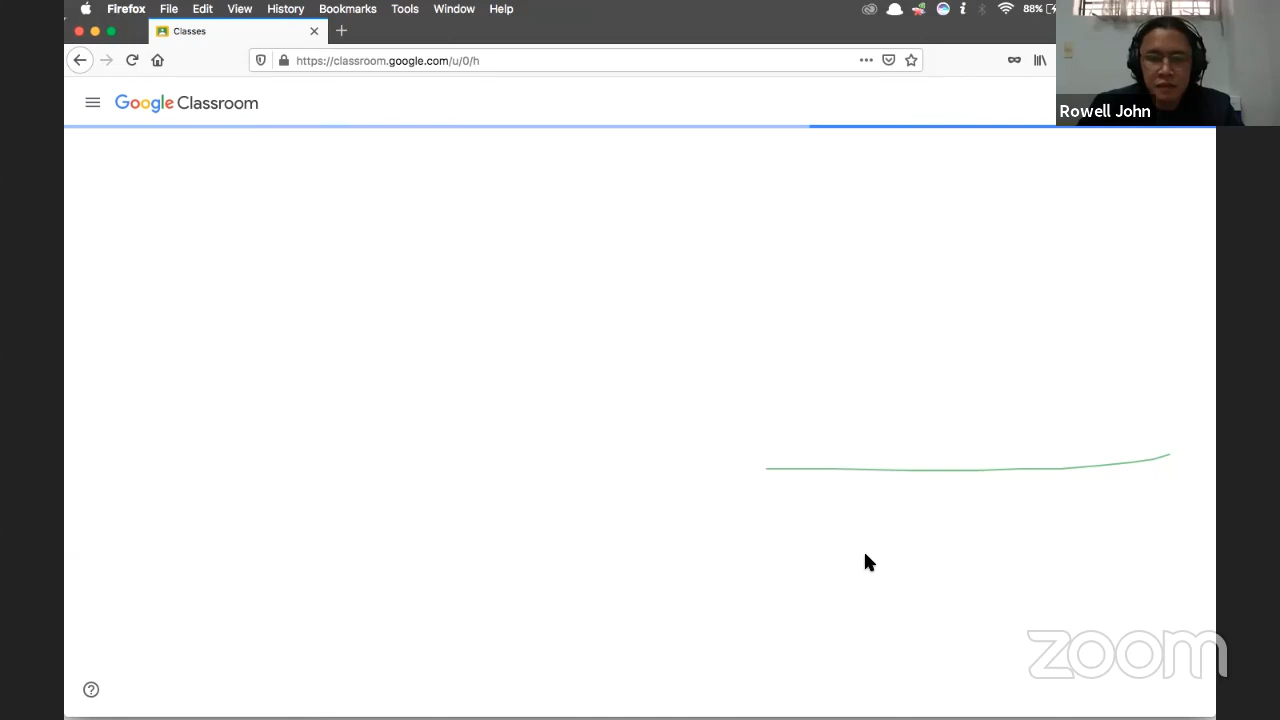 Firefox File Edit View History Bookmarks Tools Window Help 88%
Classes
https://classroom.google.com/u/0/h
Google Classroom
Rowell John
zoom